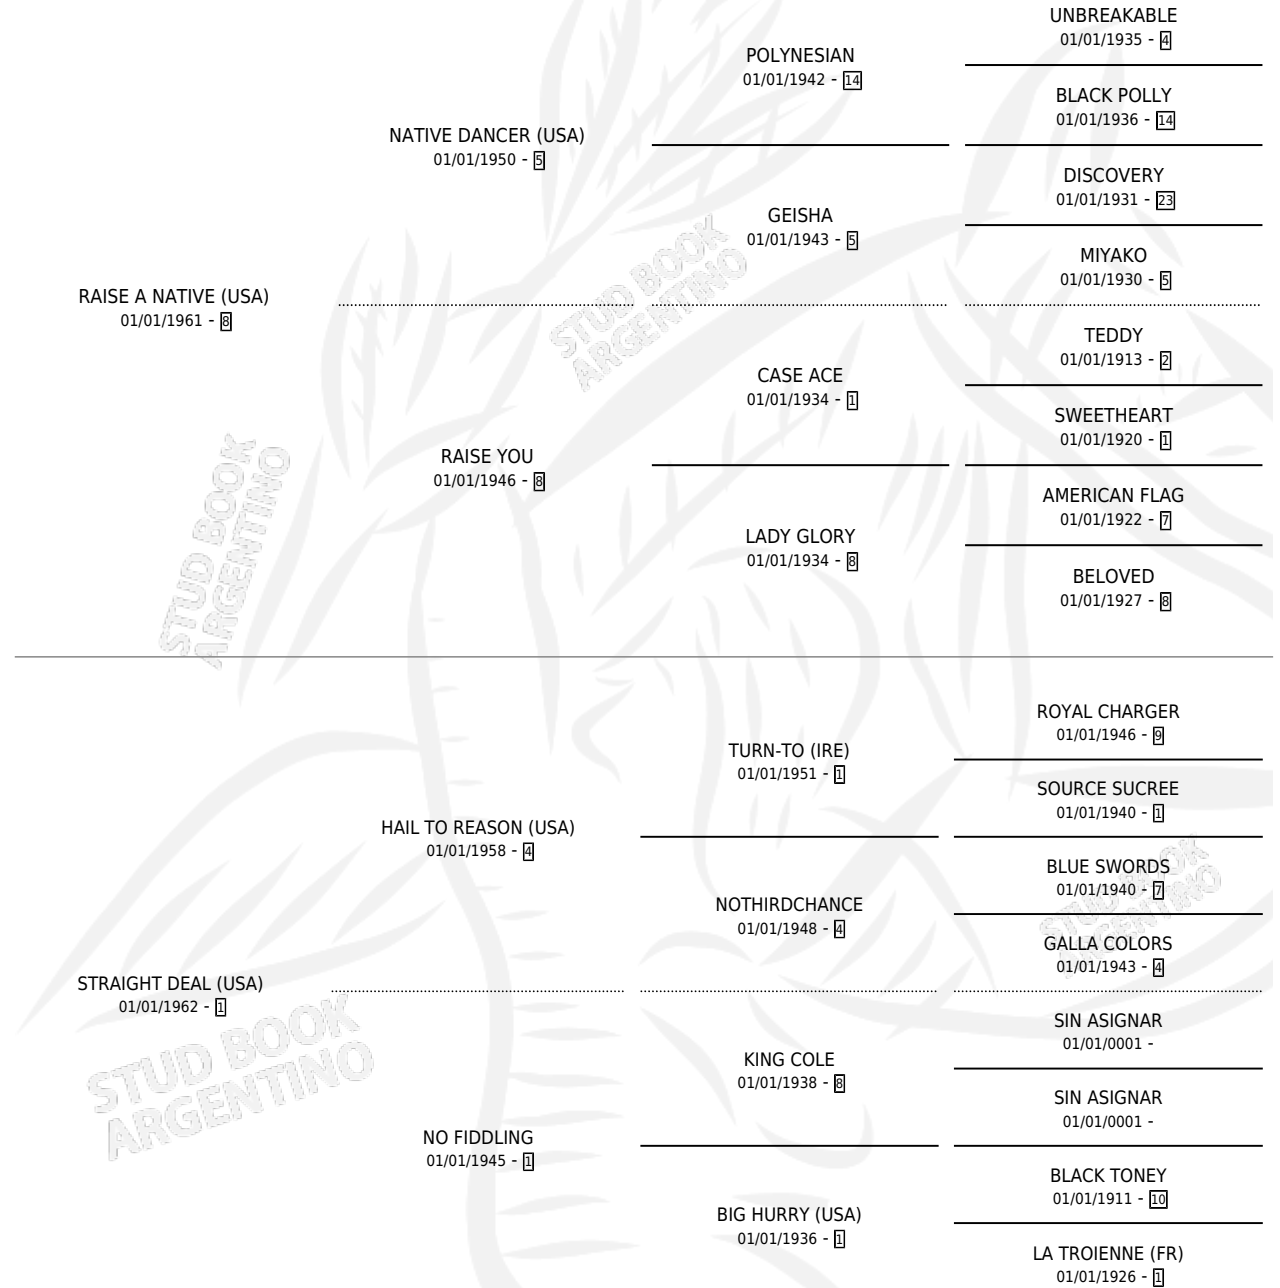 UNBREAKABLE
01/01/1935 - 4
POLYNESIAN
01/01/1942 - 14
BLACK POLLY
01/01/1936 - 14
NATIVE DANCER (USA)
01/01/1950 - 5
DISCOVERY
01/01/1931 - 23
GEISHA
01/01/1943 - 5
MIYAKO
01/01/1930 - 5
RAISE A NATIVE (USA)
01/01/1961 - 8
TEDDY
01/01/1913 - 2
CASE ACE
01/01/1934 - 1
SWEETHEART
01/01/1920 - 1
RAISE YOU
01/01/1946 - 8
AMERICAN FLAG
01/01/1922 - 7
LADY GLORY
01/01/1934 - 8
BELOVED
01/01/1927 - 8
ROYAL CHARGER
01/01/1946 - 9
TURN-TO (IRE)
01/01/1951 - 1
SOURCE SUCREE
01/01/1940 - 1
HAIL TO REASON (USA)
01/01/1958 - 4
BLUE SWORDS
01/01/1940 - 7
NOTHIRDCHANCE
01/01/1948 - 4
GALLA COLORS
01/01/1943 - 4
STRAIGHT DEAL (USA)
01/01/1962 - 1
SIN ASIGNAR
01/01/0001 -
KING COLE
01/01/1938 - 8
SIN ASIGNAR
01/01/0001 -
NO FIDDLING
01/01/1945 - 1
BLACK TONEY
01/01/1911 - 10
BIG HURRY (USA)
01/01/1936 - 1
LA TROIENNE (FR)
01/01/1926 - 1
STUD BOOK
ARGENTINO
STUD BOOK
ARGENTINO
STUD BOOK
ARGENTINO
STUD BOOK
ARGENTINO